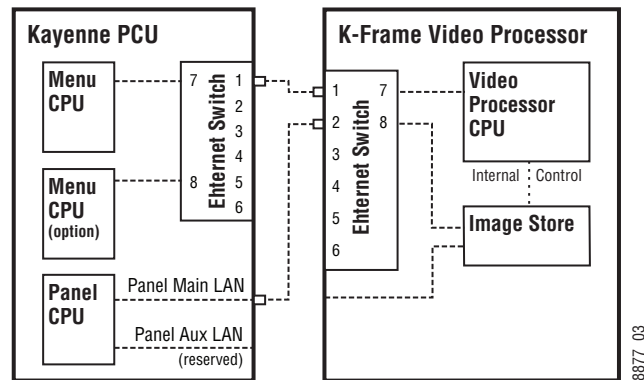 Kayenne PCU
Menu
CPU
7
1
2
3
4
5
6
8
Ehternet Switch
Menu
CPU
(option)
Panel
CPU
Panel Main LAN
Panel Aux LAN
(reserved)
K-Frame Video Processor
1
2
3
4
5
6
7
8
Ehternet Switch
Video
Processor
CPU
Internal
Control
Image Store
8877_03